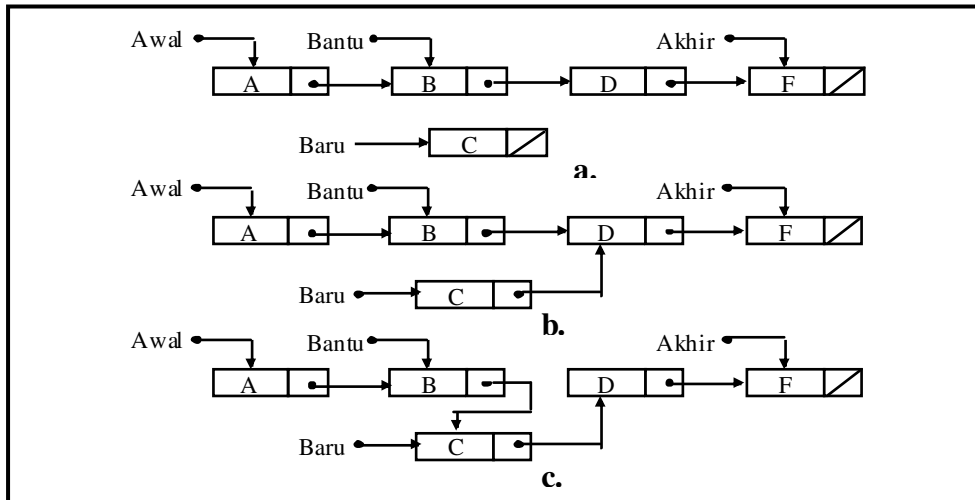 Awal Bantu Akhir
A B D F
Baru C
a.
Awal Bantu Akhir
A B D F
Baru C
b.
Awal Bantu Akhir
A B D F
Baru C
c.